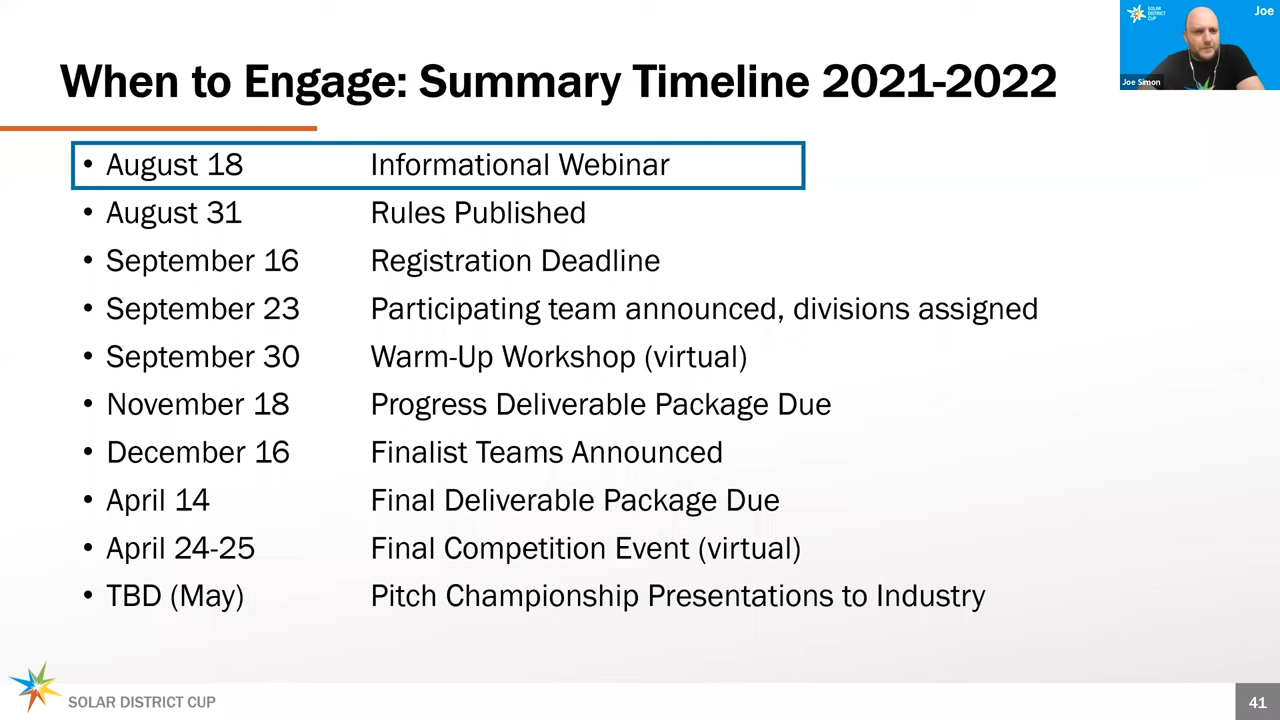 SOLAR
DISTRICT
CUP
Joe
Joe Simon
When to Engage: Summary Timeline 2021-2022
• August 18 Informational Webinar
• August 31 Rules Published
• September 16 Registration Deadline
• September 23 Participating team announced, divisions assigned
• September 30 Warm-Up Workshop (virtual)
• November 18 Progress Deliverable Package Due
• December 16 Finalist Teams Announced
• April 14 Final Deliverable Package Due
• April 24-25 Final Competition Event (virtual)
• TBD (May) Pitch Championship Presentations to Industry
SOLAR DISTRICT CUP
41